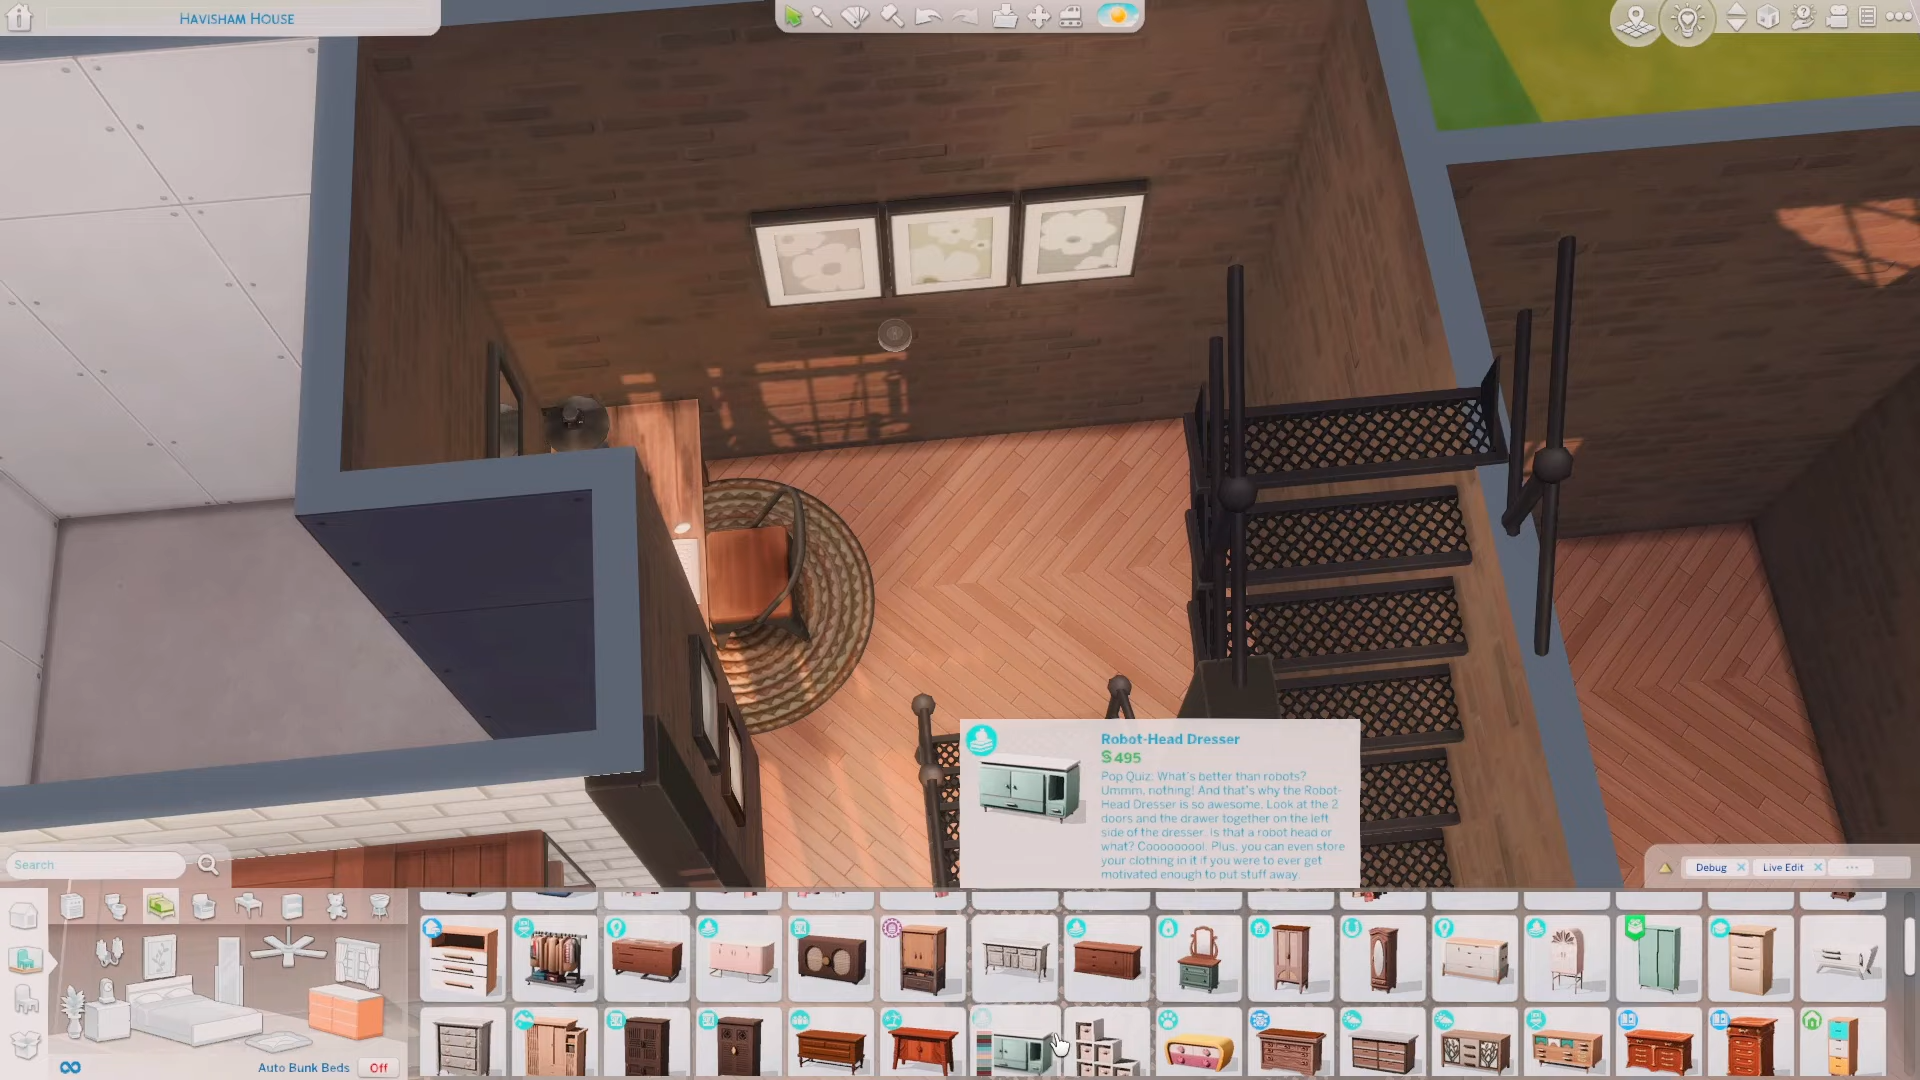 Havisham House
Robot-Head Dresser
§495
Pop Quiz: What's better than robots?
Ummm, nothing! And that's why the Robot-
Head Dresser is so awesome. Look at the 2
doors and the drawer together on the left
side of the dresser. Is that a robot head or
what? Cooooooool. Plus, you can even store
your clothing in it if you were to ever get
motivated enough to put stuff away.
Search
Debug
Live Edit
Auto Bunk Beds
Off